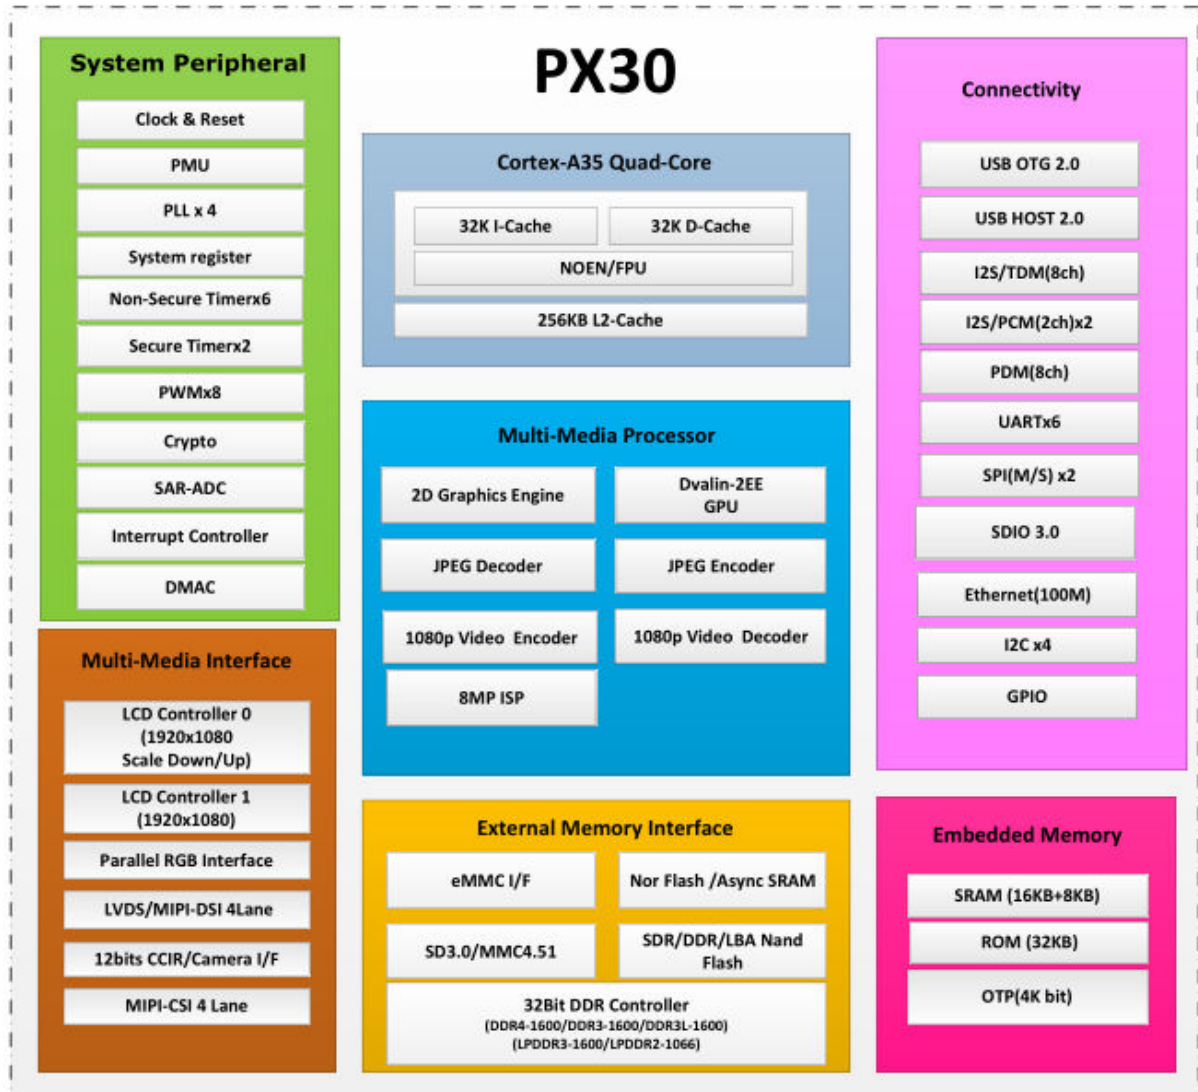 PX30
System Peripheral
Clock & Reset
PMU
PLL x 4
System register
Non-Secure Timerx6
Secure Timerx2
PWMx8
Crypto
SAR-ADC
Interrupt Controller
DMAC
Multi-Media Interface
LCD Controller 0
(1920x1080
Scale Down/Up)
LCD Controller 1
(1920x1080)
Parallel RGB Interface
LVDS/MIPI-DSI 4Lane
12bits CCIR/Camera I/F
MIPI-CSI 4 Lane
Cortex-A35 Quad-Core
32K I-Cache
32K D-Cache
NOEN/FPU
256KB L2-Cache
Multi-Media Processor
2D Graphics Engine
Dvalin-2EE
GPU
JPEG Decoder
JPEG Encoder
1080p Video Encoder
1080p Video Decoder
8MP ISP
External Memory Interface
eMMC I/F
Nor Flash /Async SRAM
SD3.0/MMC4.51
SDR/DDR/LBA Nand
Flash
32Bit DDR Controller
(DDR4-1600/DDR3-1600/DDR3L-1600)
(LPDDR3-1600/LPDDR2-1066)
Connectivity
USB OTG 2.0
USB HOST 2.0
I2S/TDM(8ch)
I2S/PCM(2ch)x2
PDM(8ch)
UARTx6
SPI(M/S) x2
SDIO 3.0
Ethernet(100M)
I2C x4
GPIO
Embedded Memory
SRAM (16KB+8KB)
ROM (32KB)
OTP(4K bit)